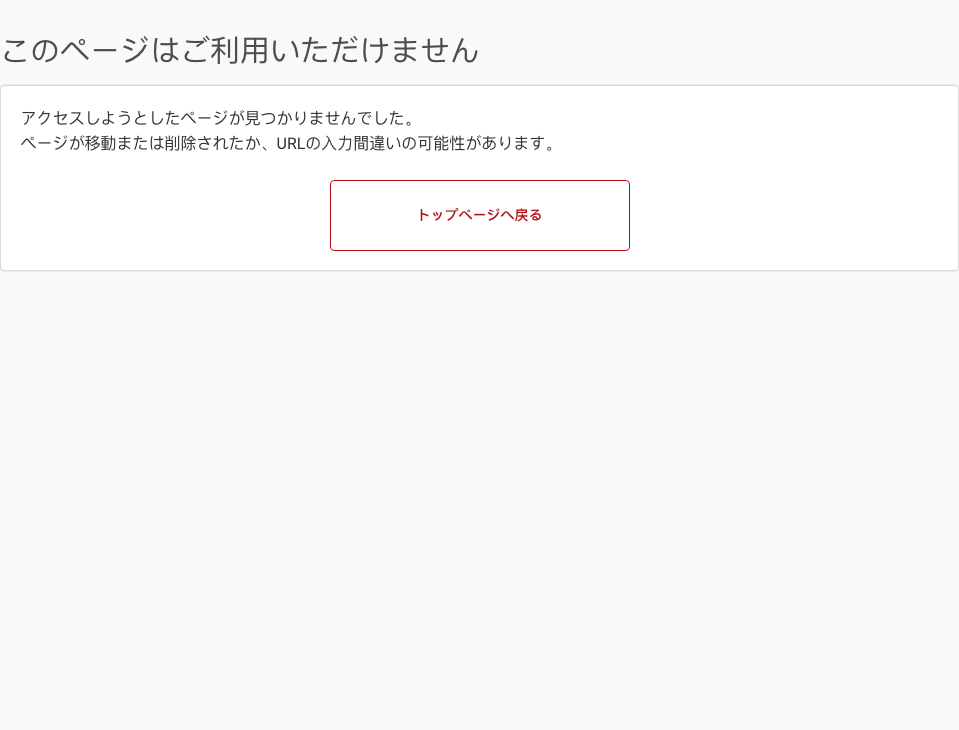 このページはご利用いただけません
アクセスしようとしたページが見つかりませんでした。
ページが移動または削除されたか、URLの入力間違いの可能性があります。
トップページへ戻る